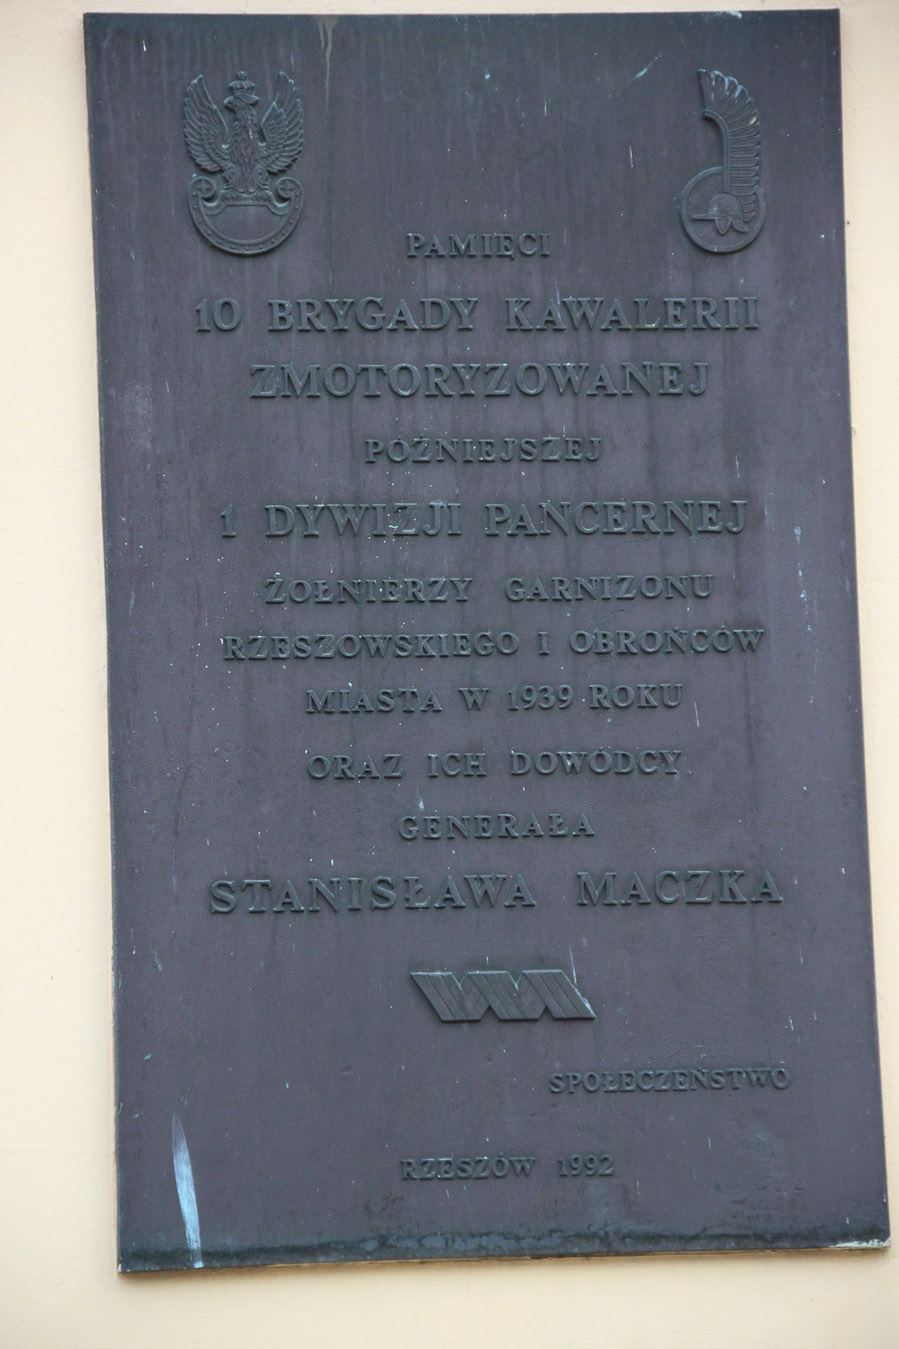 PAMIĘCI
10 BRYGADY KAWALERII
ZMOTORYZOWANEJ
PÓŹNIEJSZEJ
1 DYWIZJI PANCERNEJ
ŻOŁNIERZY GARNIZONU
RZESZOWSKIEGO I OBROŃCÓW
MIASTA W 1939 ROKU
ORAZ ICH DOWÓDCY
GENERAŁA
STANISŁAWA MACZKA
SPOŁECZEŃSTWO
RZESZÓW 1992